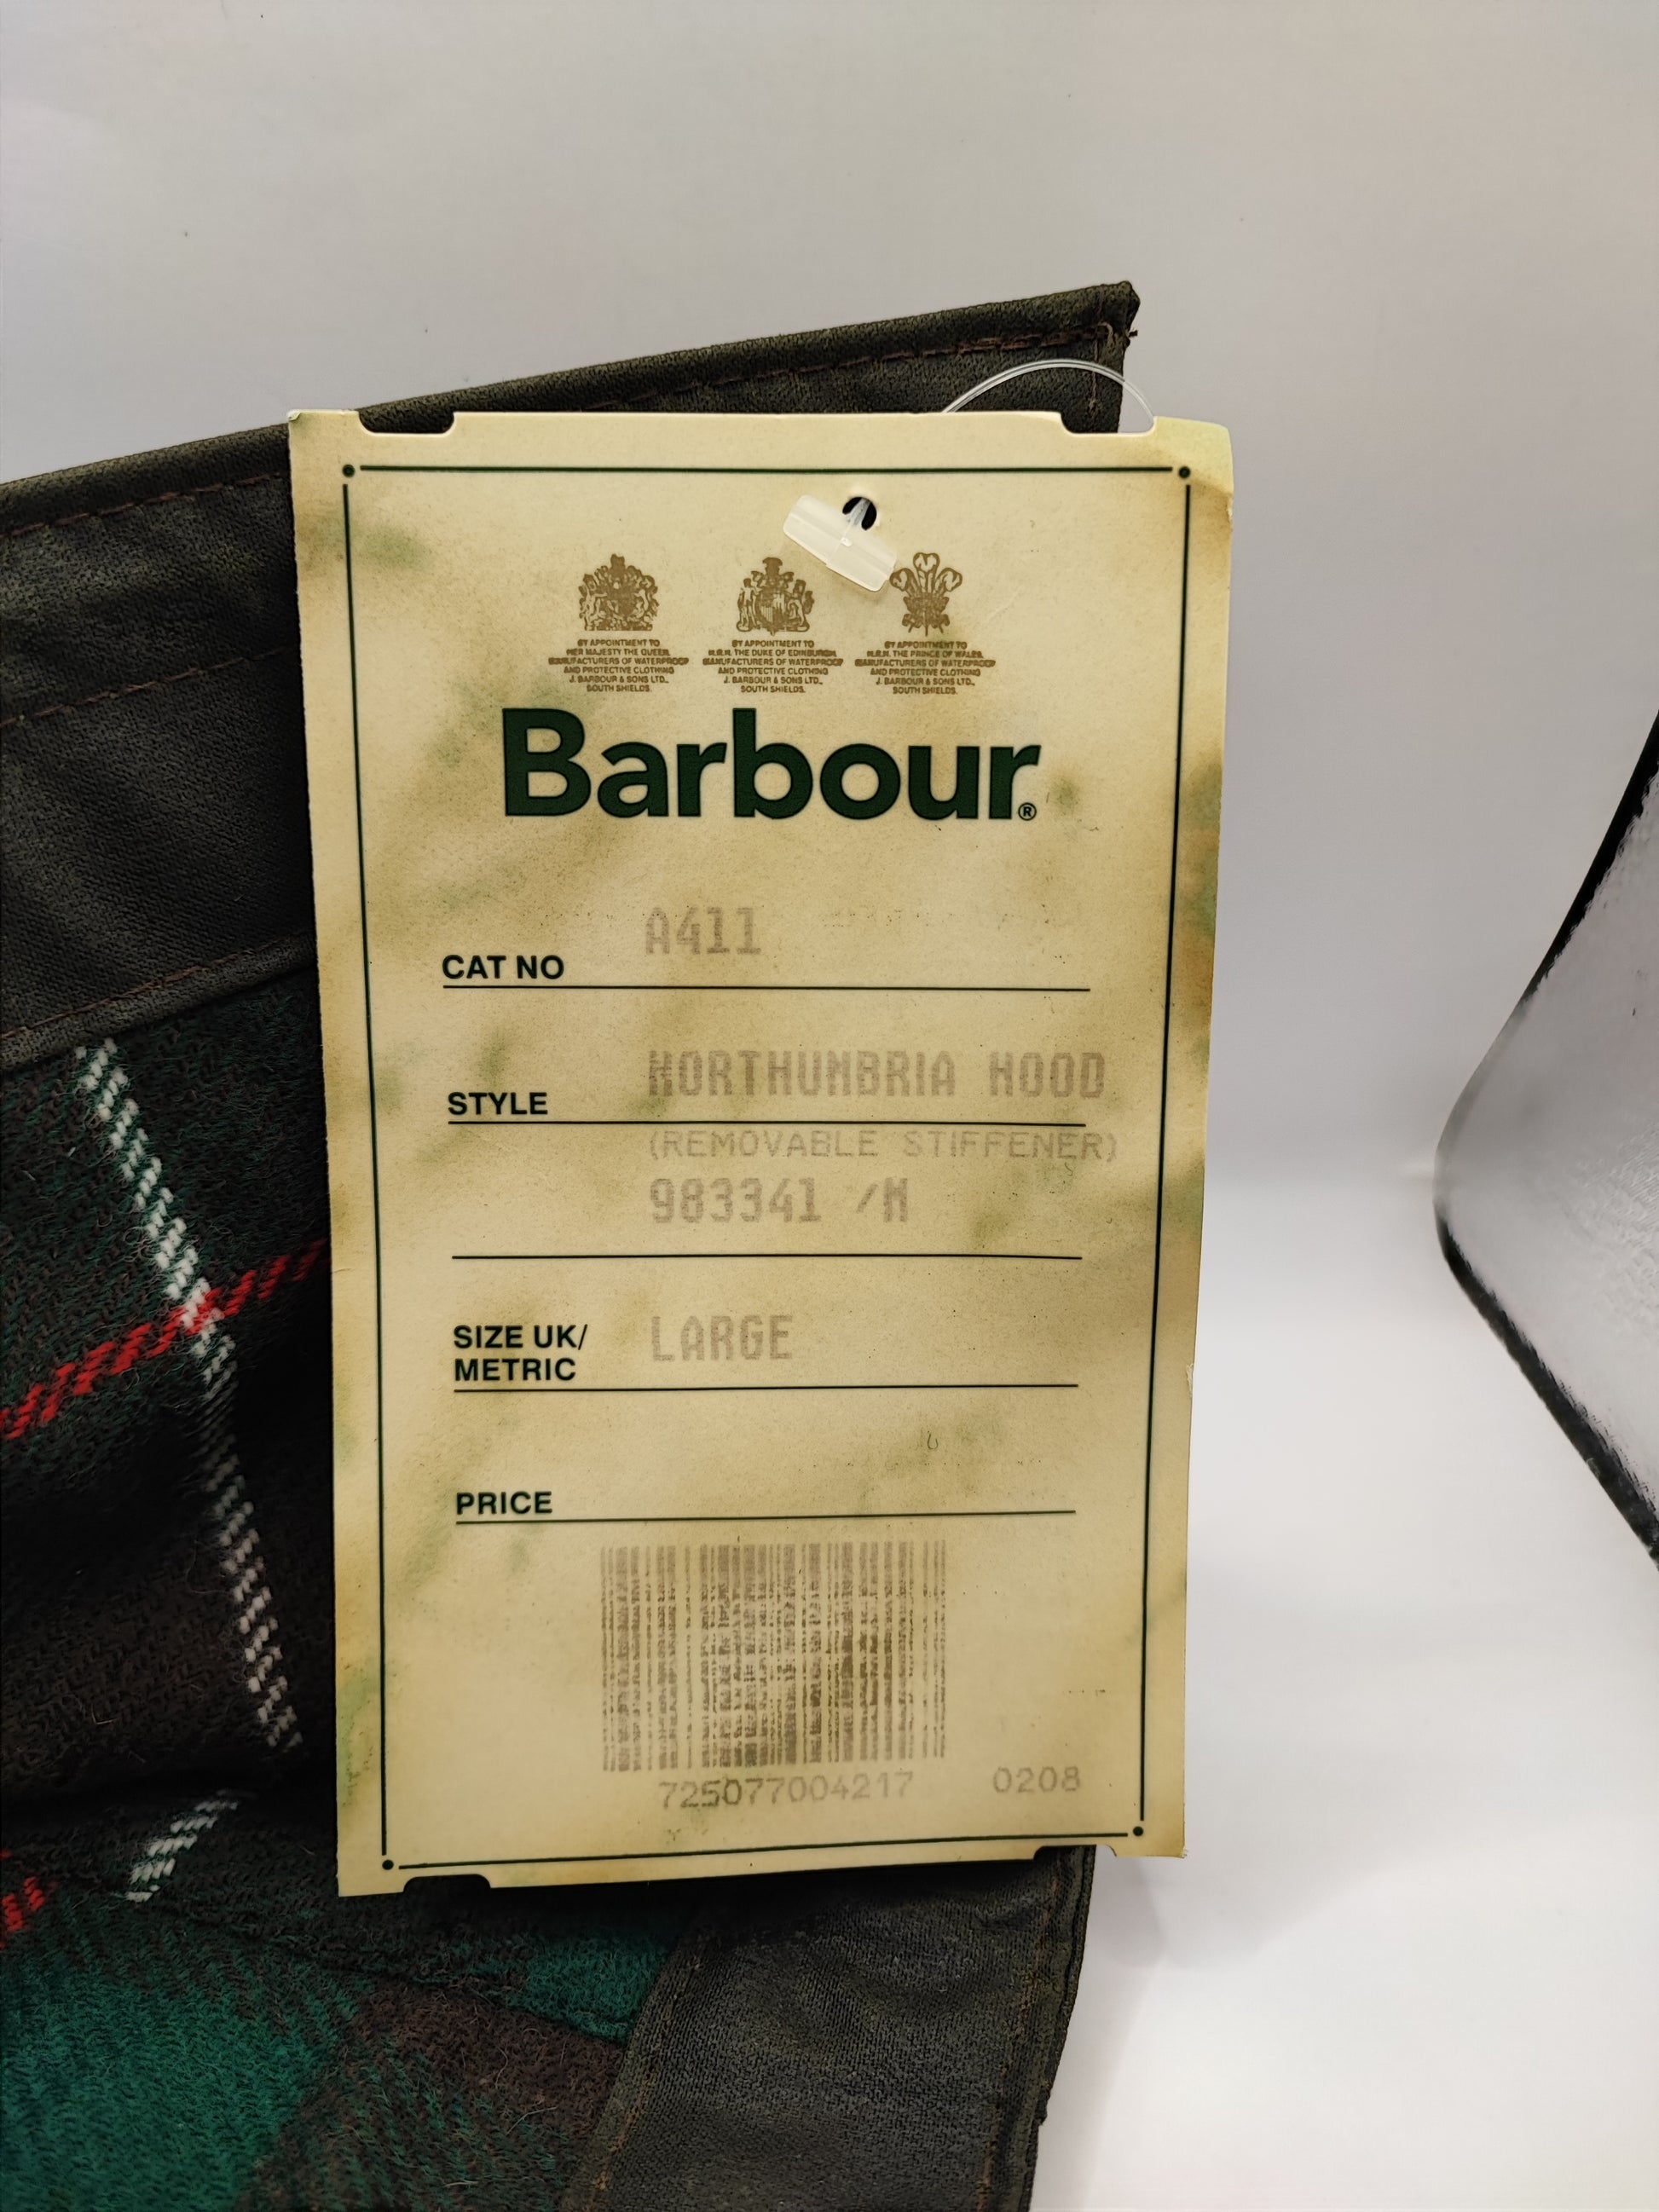 BY APPOINTMENT TO
HER MAJESTY THE QUEEN
MANUFACTURERS OF WATERPROOF
AND PROTECTIVE CLOTHING
J. BARBOUR & SONS LTD.,
SOUTH SHIELDS.
BY APPOINTMENT TO
H.R.H. THE DUKE OF EDINBURGH
MANUFACTURERS OF WATERPROOF
AND PROTECTIVE CLOTHING
J. BARBOUR & SONS LTD.,
SOUTH SHIELDS.
BY APPOINTMENT TO
H.R.H. THE PRINCE OF WALES
MANUFACTURERS OF WATERPROOF
AND PROTECTIVE CLOTHING
J. BARBOUR & SONS LTD.,
SOUTH SHIELDS.
Barbour®
CAT NO A411
STYLE NORTHUMBRIA HOOD
(REMOVABLE STIFFENER)
983341 /M
SIZE UK/ LARGE
METRIC
PRICE
725077004217 0208